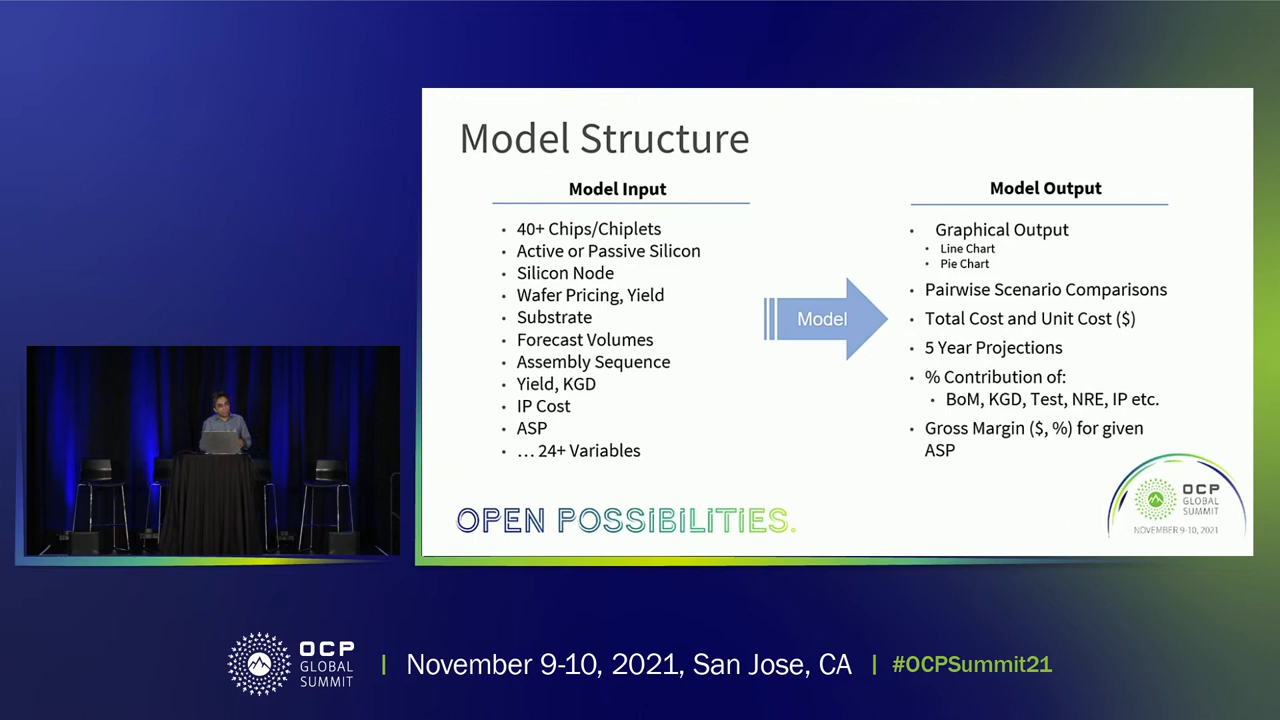 Model Structure
Model Input
• 40+ Chips/Chiplets
• Active or Passive Silicon
• Silicon Node
• Wafer Pricing, Yield
• Substrate
• Forecast Volumes
• Assembly Sequence
• Yield, KGD
• IP Cost
• ASP
• … 24+ Variables
Model
Model Output
• Graphical Output
• Line Chart
• Pie Chart
• Pairwise Scenario Comparisons
• Total Cost and Unit Cost ($)
• 5 Year Projections
• % Contribution of:
• BoM, KGD, Test, NRE, IP etc.
• Gross Margin ($, %) for given
ASP
OPEN POSSIBILITIES.
OCP
GLOBAL
SUMMIT
NOVEMBER 9-10, 2021
OCP
GLOBAL
SUMMIT
| November 9-10, 2021, San Jose, CA | #OCPSummit21